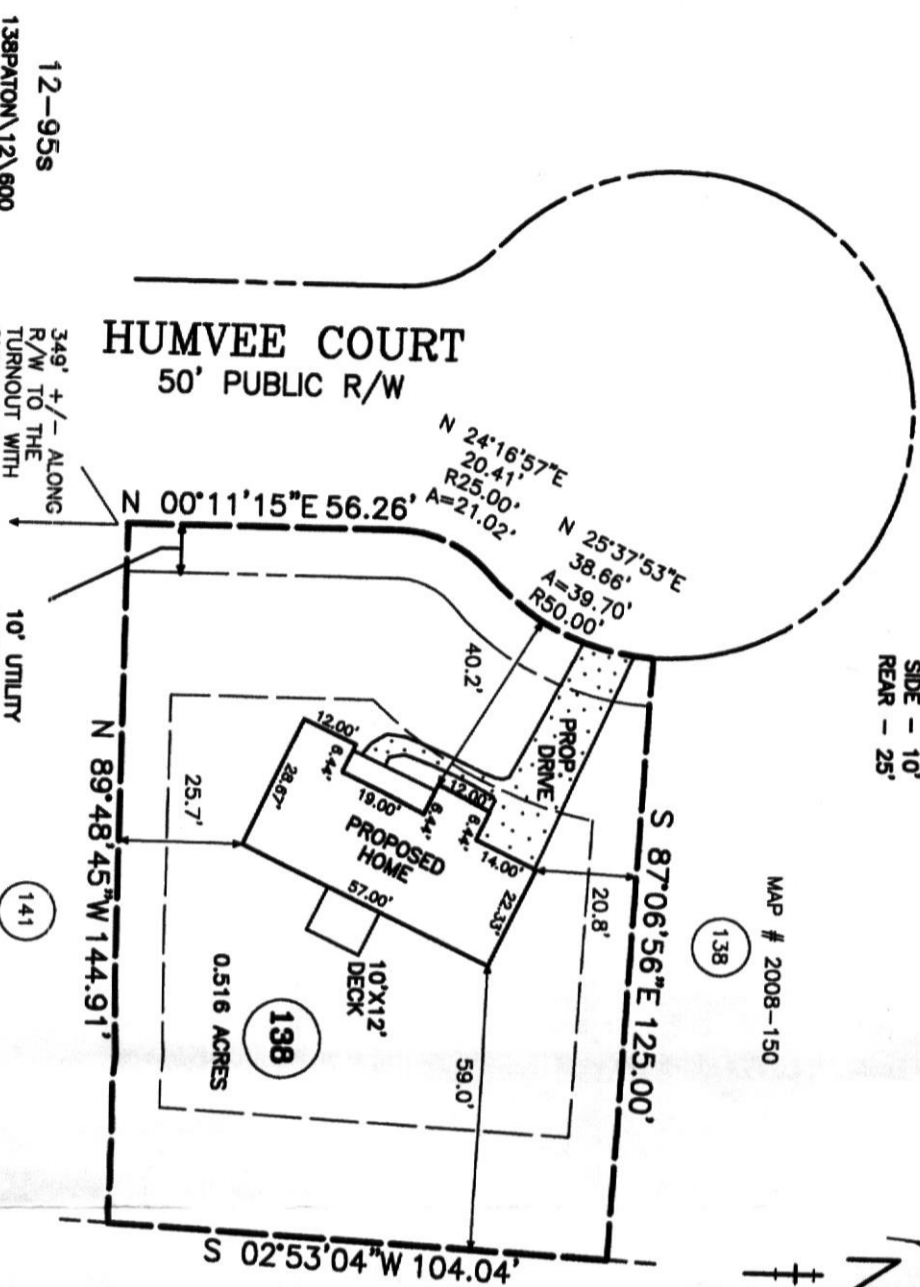 12-95s
138PATON\12\600
349' +/- ALONG
R/W TO THE
TURNOUT WITH
HUMVEE COURT
50' PUBLIC R/W
SIDE - 10'
REAR - 25'
MAP # 2008-150
138
N 24°16'57"E
20.41'
R25.00'
A=21.02'
N 25°37'53"E
38.66'
A=39.70'
R50.00'
N 00°11'15"E 56.26'
10' UTILITY
40.2'
PROP
DRIVE
S 87°06'56"E 125.00'
20.8'
12.00'
6.44'
19.00'
6.44'
12.00'
6.44'
14.00'
22.33'
28.67'
57.00'
PROPOSED
HOME
10'X12'
DECK
25.7'
59.0'
138
0.516 ACRES
N 89°48'45"W 144.91'
141
S 02°53'04"W 104.04'